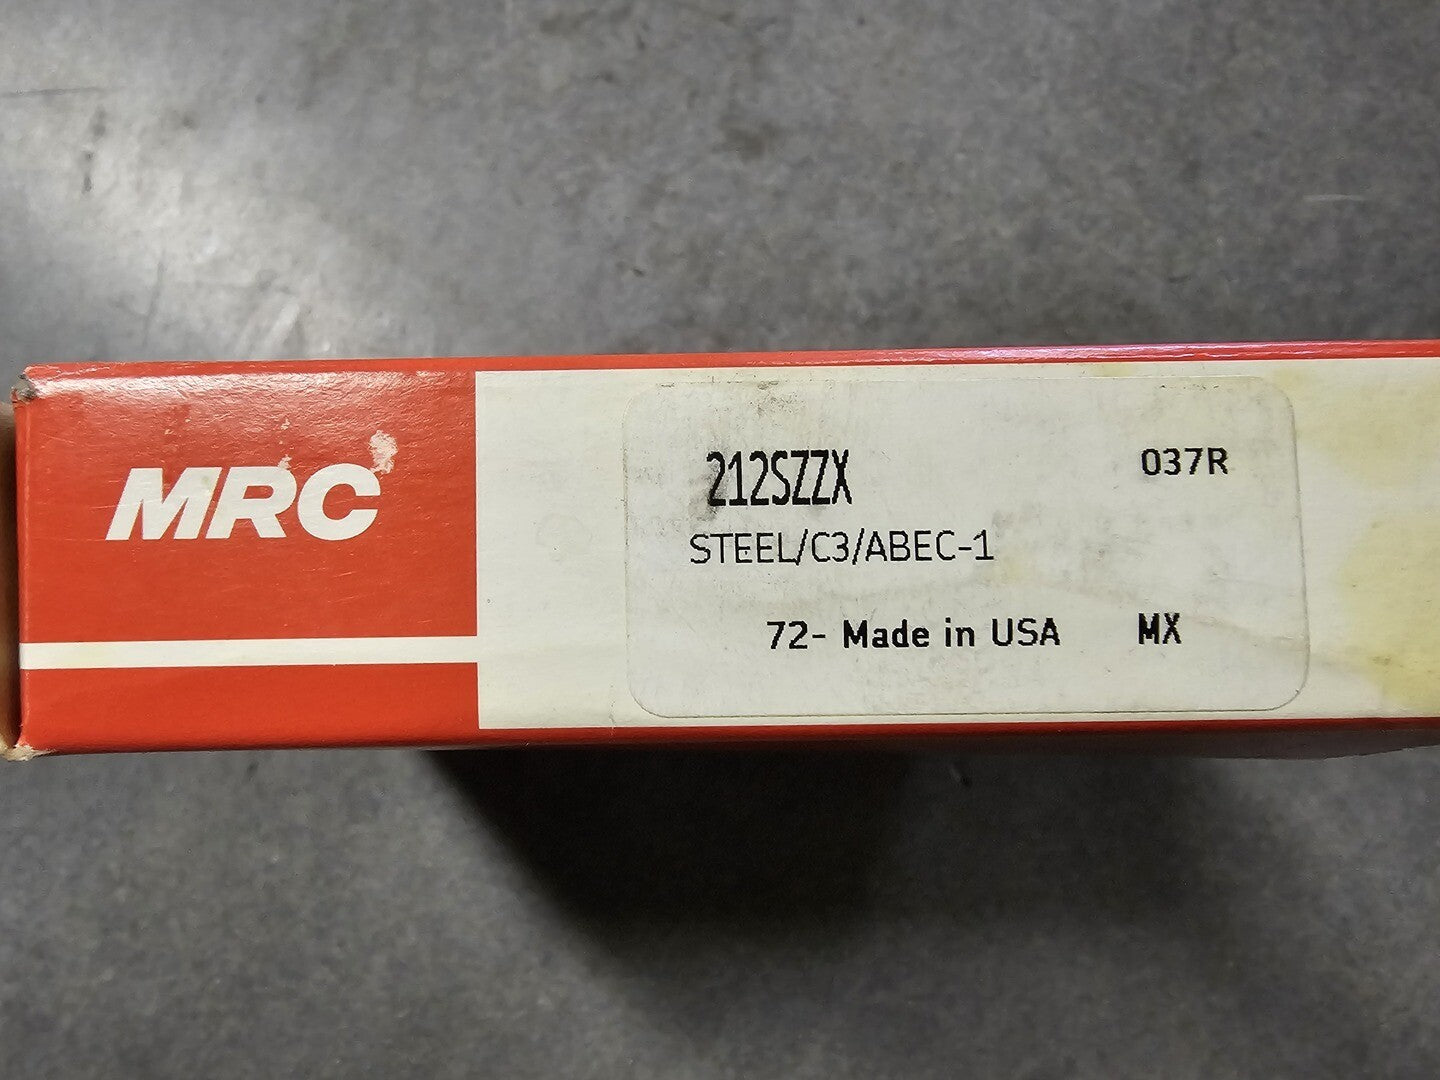 MRC
212SZZX 037R
STEEL/C3/ABEC-1
72- Made in USA MX